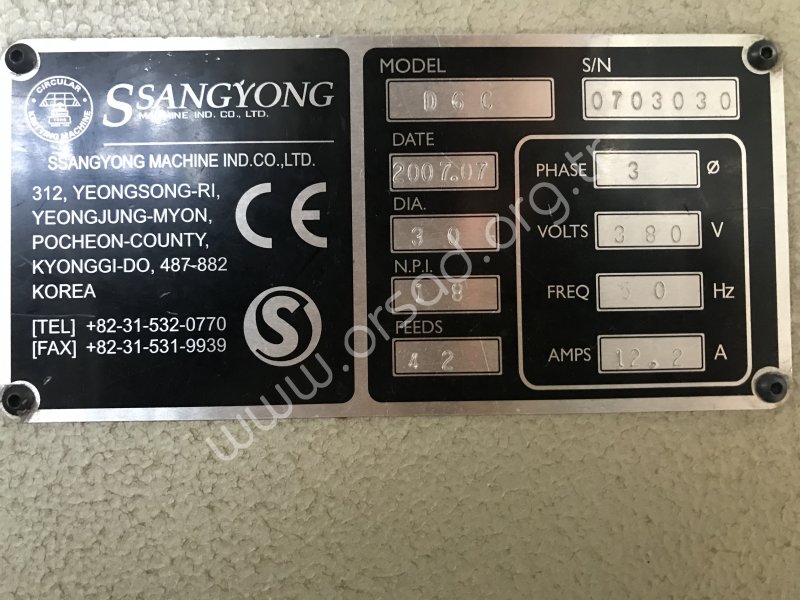 CIRCULAR
KNITTING MACHINE
SSANGYONG
MACHINE IND. CO., LTD.
SSANGYONG MACHINE IND.CO.,LTD.
312, YEONGSONG-RI,
YEONGJUNG-MYON,
POCHEON-COUNTY,
KYONGGI-DO, 487-882
KOREA
[TEL] +82-31-532-0770
[FAX] +82-31-531-9939
CE
S
MODEL
D6C
S/N
0703030
DATE
2007.07
DIA.
30
N.P.I.
18
FEEDS
42
PHASE 3 Ø
VOLTS 380 V
FREQ 50 Hz
AMPS 12.2 A
www.orsad.org.tr